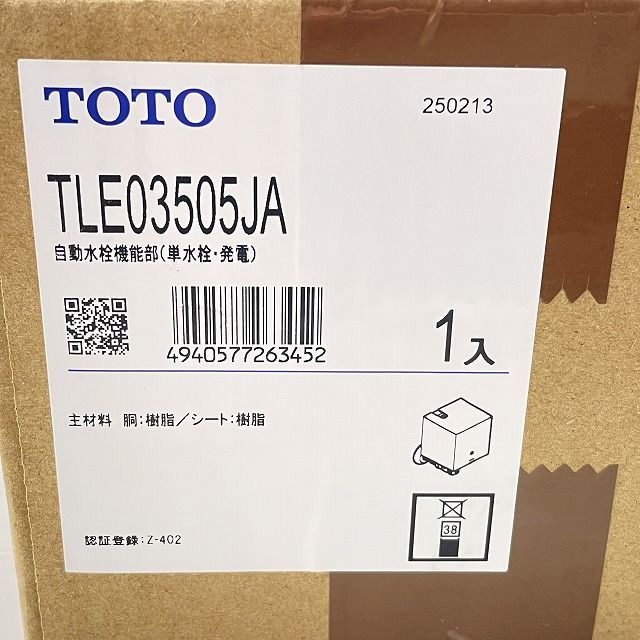 TOTO
250213
TLE03505JA
自動水栓機能部(単水栓・発電)
4940577263452
1入
主材料 胴:樹脂/シート:樹脂
38
認証登録:Z-402